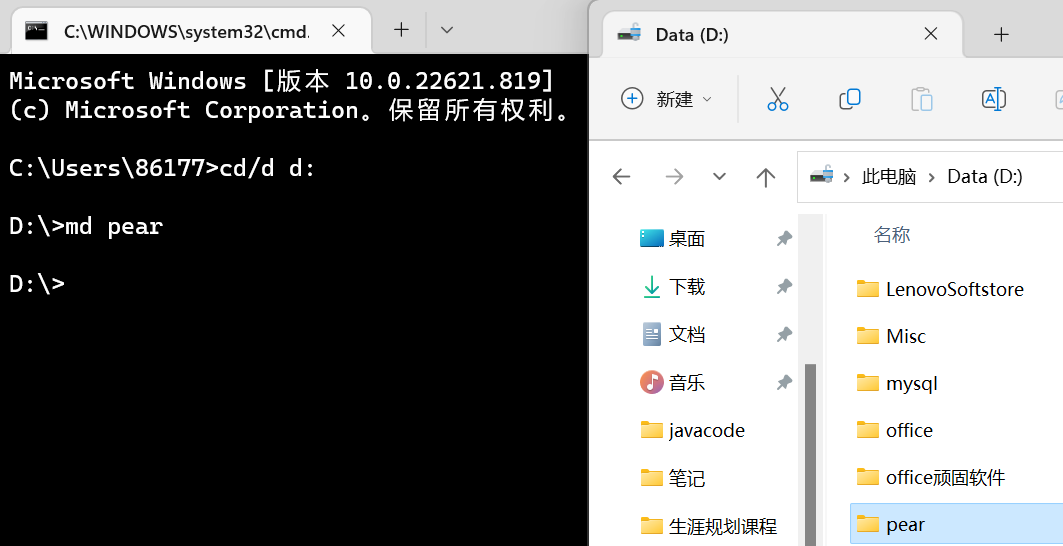 C:\WINDOWS\system32\cmd.
Microsoft Windows [版本 10.0.22621.819]
(c) Microsoft Corporation。保留所有权利。
C:\Users\86177>cd/d d:
D:\>md pear
D:\>
Data (D:)
新建
此电脑 > Data (D:)
桌面
下载
文档
音乐
javacode
笔记
生涯规划课程
名称
LenovoSoftstore
Misc
mysql
office
office顽固软件
pear